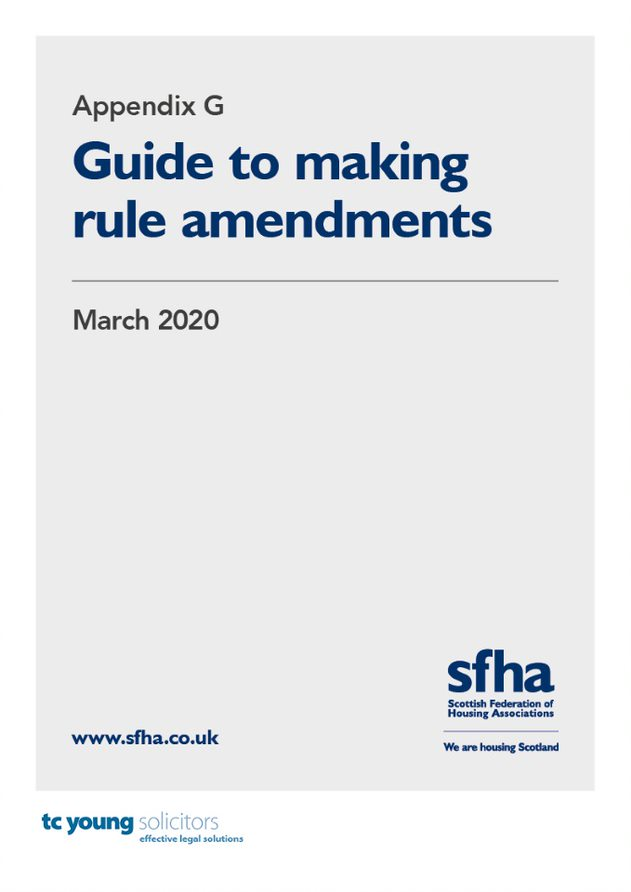 Appendix G
Guide to making
rule amendments
March 2020
sfha
Scottish Federation of
Housing Associations
We are housing Scotland
www.sfha.co.uk
tc young solicitors
effective legal solutions